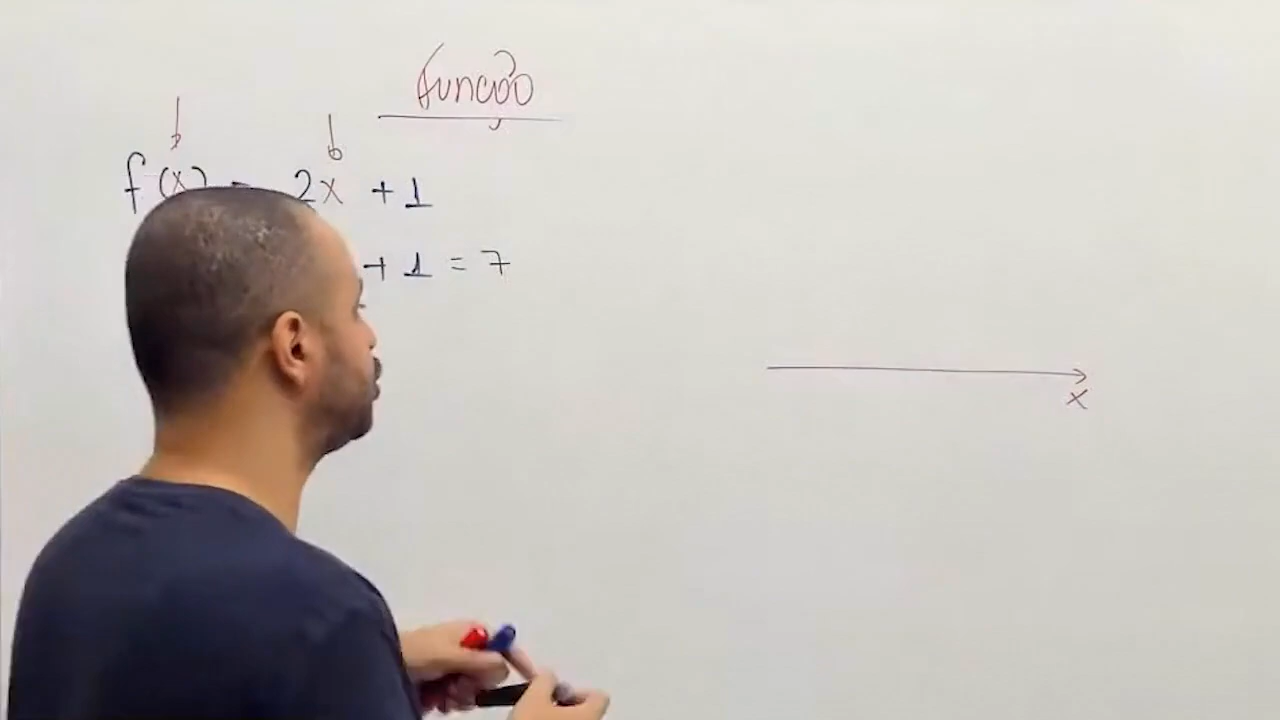 Função
f(x) = 2x + 1
+ 1 = 7
x